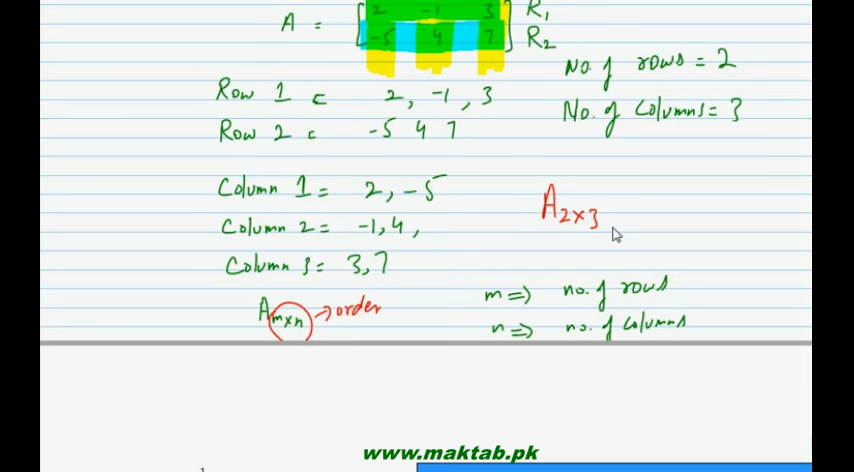 A = [ 2 -1 3 ] R1
-5 4 7 R2
No. of rows = 2
Row 1 = 2, -1, 3
No. of Columns = 3
Row 2 = -5 4 7
Column 1 = 2, -5
A2×3
Column 2 = -1, 4,
Column 3 = 3, 7
m => no. of rows
Am×n → order
n => no. of columns
www.maktab.pk
1